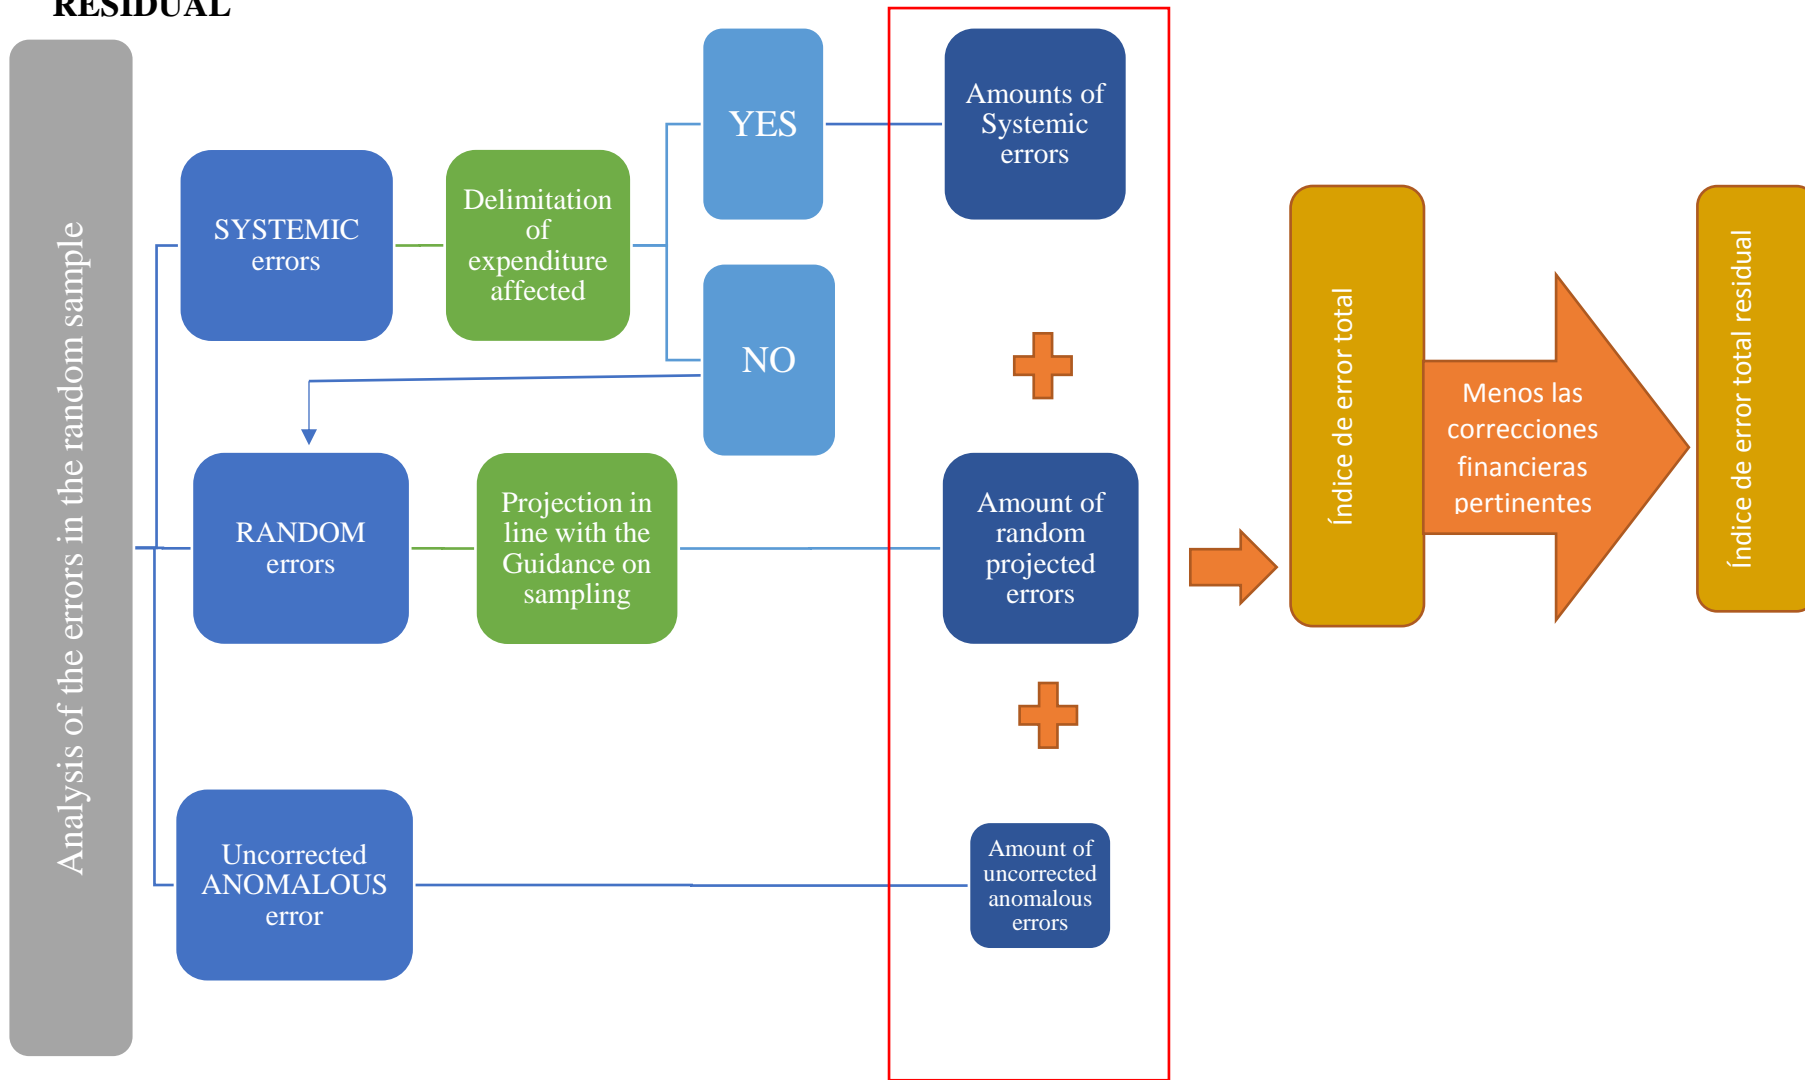 RESIDUAL
Analysis of the errors in the random sample
SYSTEMIC
errors
Delimitation
of
expenditure
affected
YES
NO
Amounts of
Systemic
errors
RANDOM
errors
Projection in
line with the
Guidance on
sampling
Amount of
random
projected
errors
Uncorrected
ANOMALOUS
error
Amount of
uncorrected
anomalous
errors
Índice de error total
Menos las
correcciones
financieras
pertinentes
Índice de error total residual